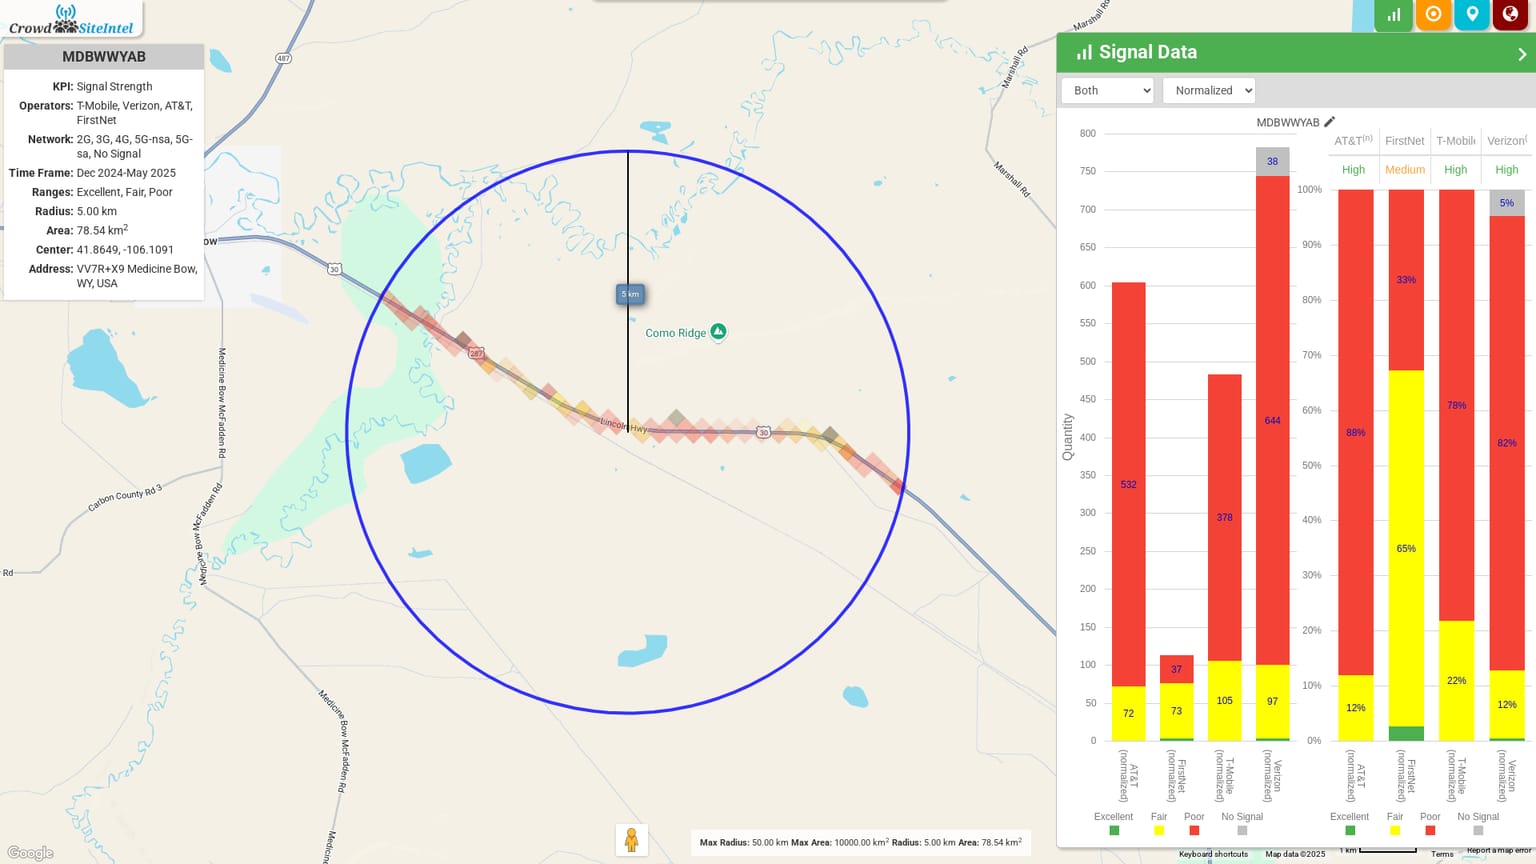 CrowdSiteIntel
MDBWWYAB
KPI: Signal Strength
Operators: T-Mobile, Verizon, AT&T,
FirstNet
Network: 2G, 3G, 4G, 5G-nsa, 5G-
sa, No Signal
Time Frame: Dec 2024-May 2025
Ranges: Excellent, Fair, Poor
Radius: 5.00 km
Area: 78.54 km²
Center: 41.8649, -106.1091
Address: VV7R+X9 Medicine Bow,
WY, USA
487
Marshall Rd
Marshall Rd
Marshall Rd
ow
30
5 km
Como Ridge
287
Lincoln Hwy
30
Medicine Bow McFadden Rd
Carbon County Rd 3
Medicine Bow McFadden Rd
Rd
Medicine Bow McFadden Rd
Medicine
Google
Max Radius: 50.00 km Max Area: 10000.00 km² Radius: 5.00 km Area: 78.54 km²
Signal Data
Both
Normalized
MDBWWYAB
Quantity
800
750
700
650
600
550
500
450
400
350
300
250
200
150
100
50
0
532
72
37
73
378
105
38
644
97
AT&T (normalized)
FirstNet (normalized)
T-Mobile (normalized)
Verizon (normalized)
Excellent Fair Poor No Signal
AT&T(n) FirstNet T-Mobile Verizon(
High Medium High High
100%
90%
80%
70%
60%
50%
40%
30%
20%
10%
0%
88%
12%
33%
65%
78%
22%
5%
82%
12%
AT&T (normalized)
FirstNet (normalized)
T-Mobile (normalized)
Verizon (normalized)
Excellent Fair Poor No Signal
Keyboard shortcuts Map data ©2025 1 km Terms Report a map error